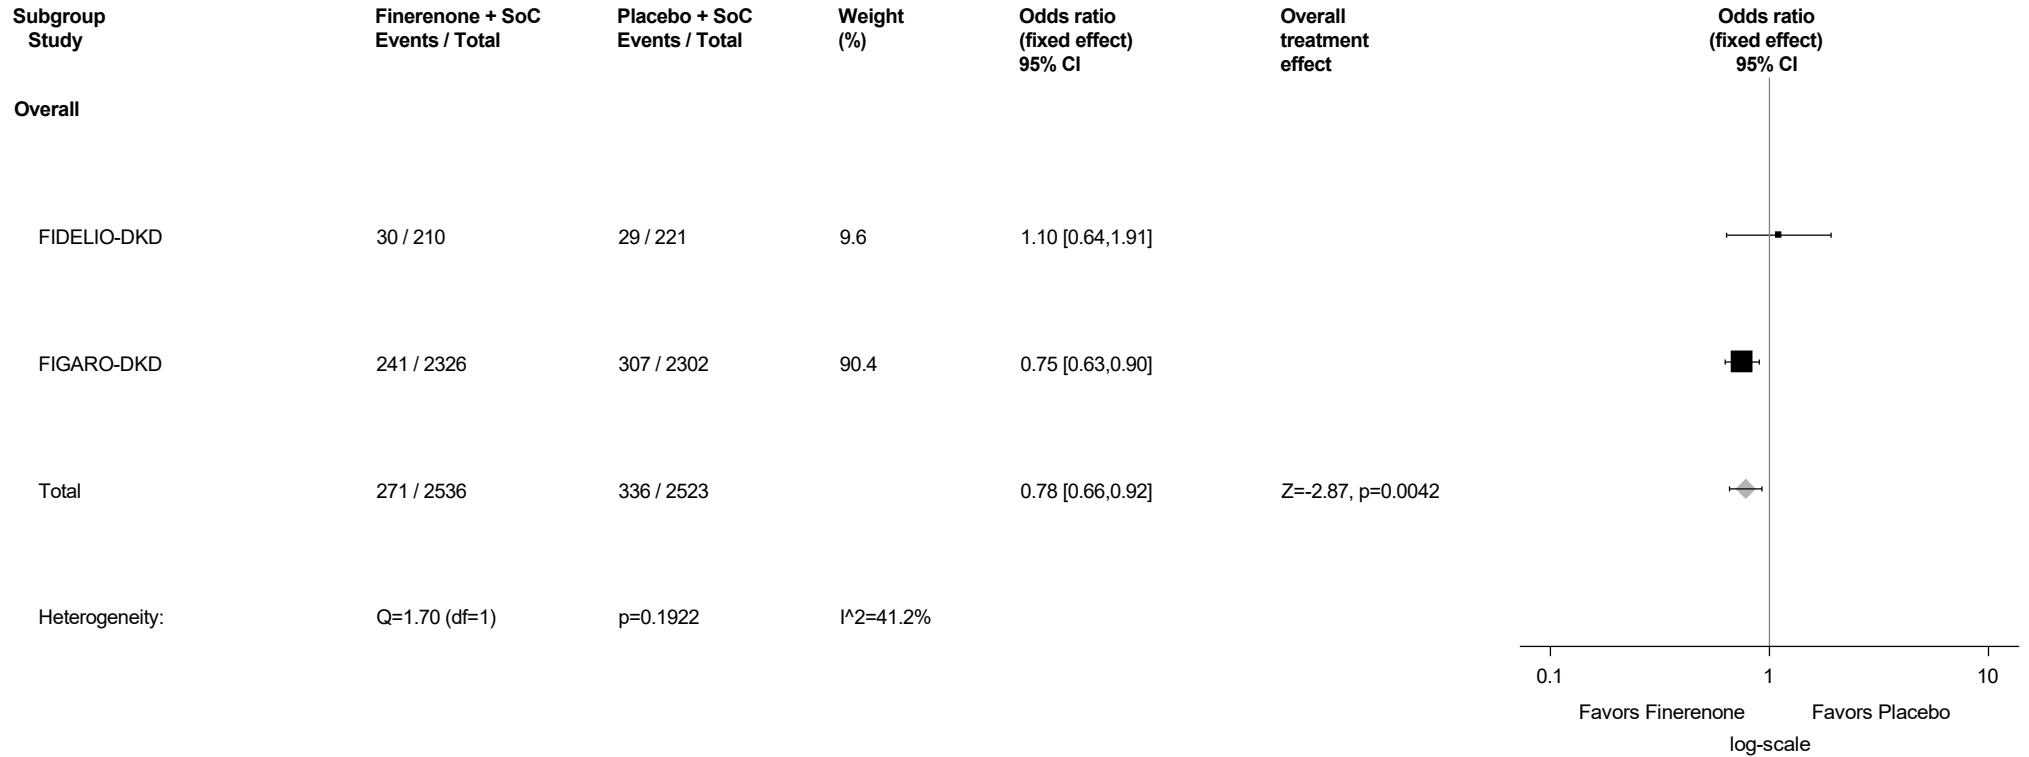 Subgroup Finerenone + SoC Placebo + SoC Weight Odds ratio Overall Odds ratio
Study Events / Total Events / Total (%) (fixed effect) treatment (fixed effect)
95% CI effect 95% CI
Overall
FIDELIO-DKD 30 / 210 29 / 221 9.6 1.10 [0.64,1.91]
FIGARO-DKD 241 / 2326 307 / 2302 90.4 0.75 [0.63,0.90]
Total 271 / 2536 336 / 2523 0.78 [0.66,0.92] Z=-2.87, p=0.0042
Heterogeneity: Q=1.70 (df=1) p=0.1922 I^2=41.2%
0.1 1 10
Favors Finerenone Favors Placebo
log-scale